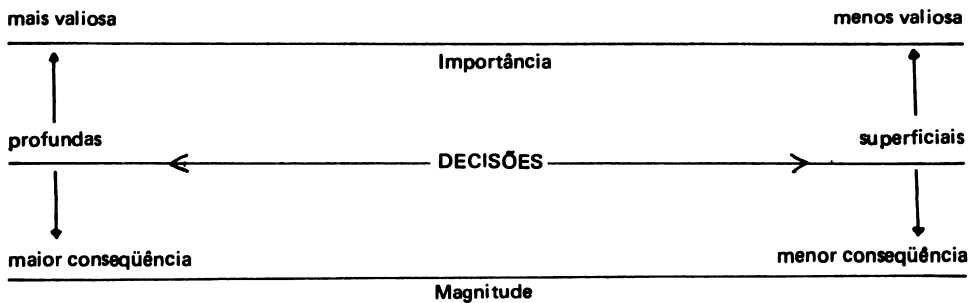 mais valiosa menos valiosa
Importância
profundas superficiais
DECISÕES
maior conseqüência menor conseqüência
Magnitude